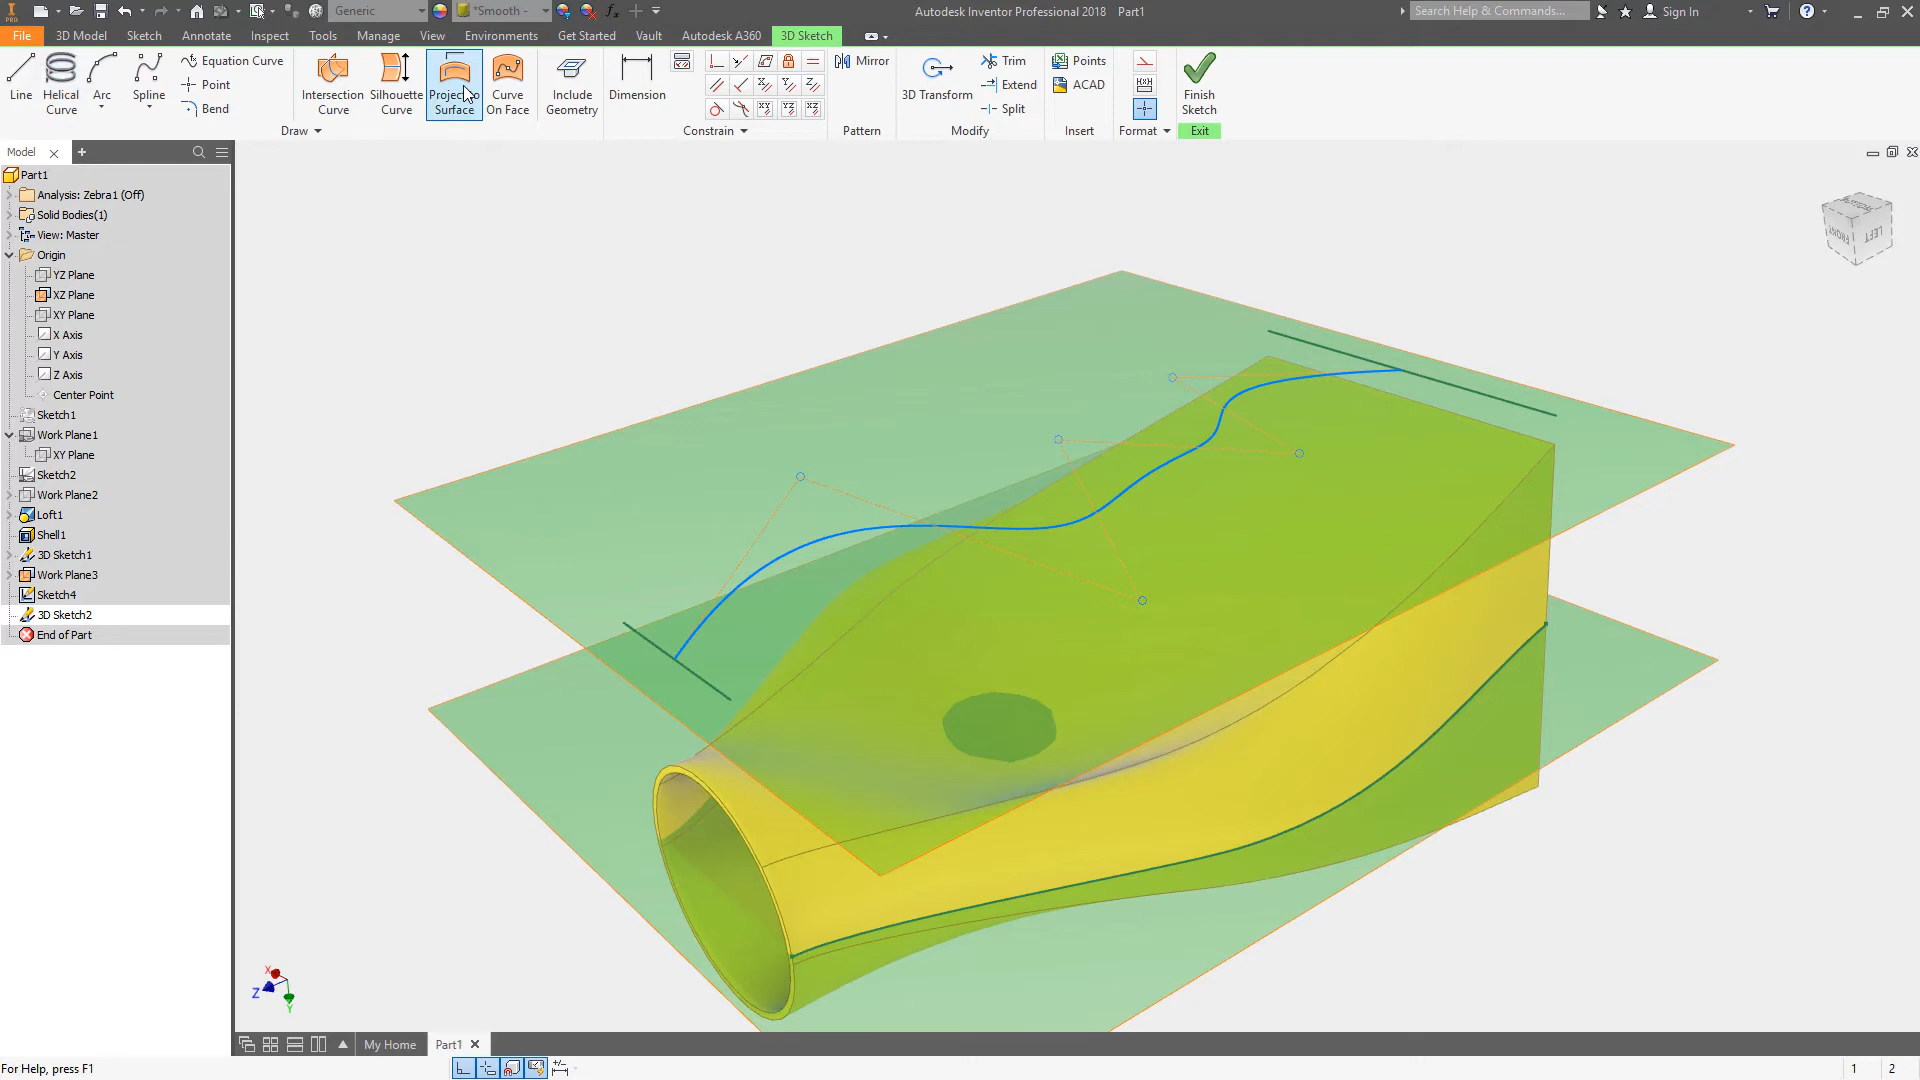 PRO
Generic
*Smooth -
fx
Autodesk Inventor Professional 2018 Part1
Search Help & Commands...
Sign In
File
3D Model
Sketch
Annotate
Inspect
Tools
Manage
View
Environments
Get Started
Vault
Autodesk A360
3D Sketch
Line
Helical
Curve
Arc
Spline
Equation Curve
Point
Bend
Intersection
Curve
Silhouette
Curve
Surface
Curve
On Face
Include
Geometry
Dimension
Mirror
3D Transform
Trim
Extend
Split
Points
ACAD
Finish
Sketch
Draw
Constrain
Pattern
Modify
Insert
Format
Exit
Model
Part1
Analysis: Zebra1 (Off)
Solid Bodies(1)
View: Master
Origin
YZ Plane
XZ Plane
XY Plane
X Axis
Y Axis
Z Axis
Center Point
Sketch1
Work Plane1
XY Plane
Sketch2
Work Plane2
Loft1
Shell1
3D Sketch1
Work Plane3
Sketch4
3D Sketch2
End of Part
FRONT
LEFT
X
Z
Y
My Home
Part1
For Help, press F1
1
2